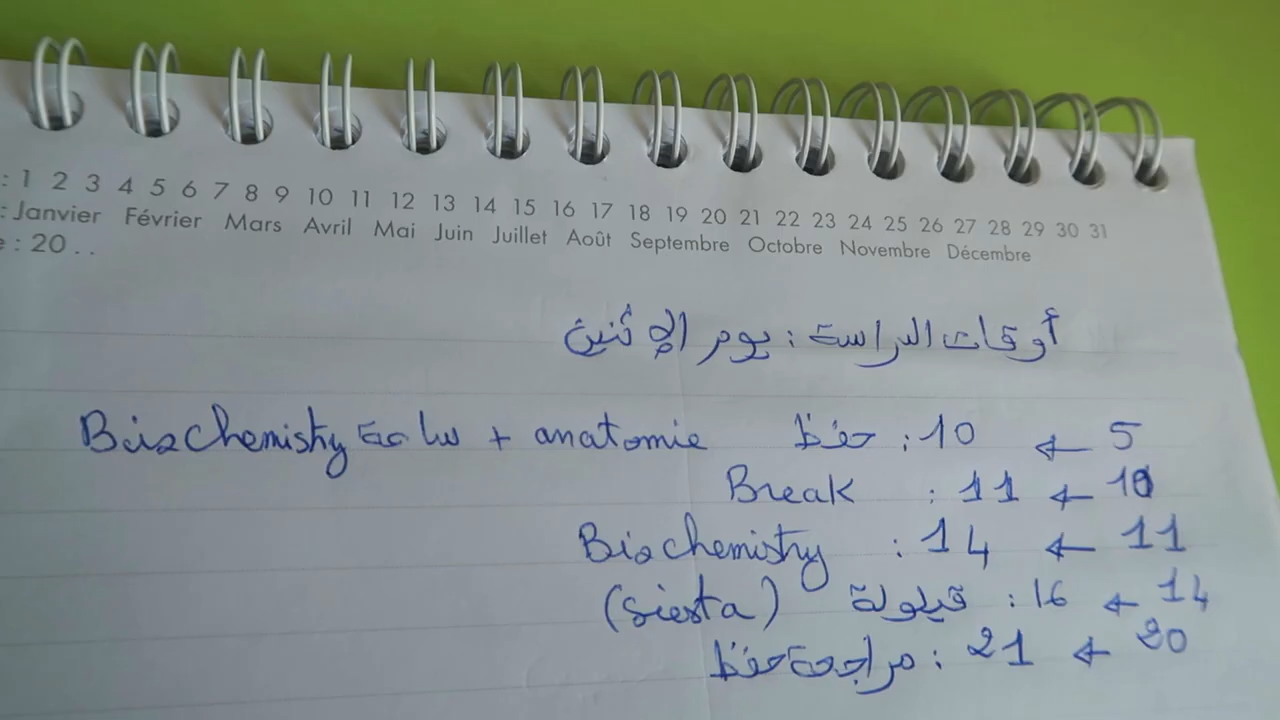 : 1 2 3 4 5 6 7 8 9 10 11 12 13 14 15 16 17 18 19 20 21 22 23 24 25 26 27 28 29 30 31
: Janvier Février Mars Avril Mai Juin Juillet Août Septembre Octobre Novembre Décembre
e : 20 . .
أوقات الدراسة : يوم الإثنين
5 ← 10 : حفظ anatomie + ساعة Biochemistry
10 ← 11 : Break
11 ← 14 : Biochemistry
14 ← 16 : قيلولة (siesta)
20 ← 21 : مراجعة حفظ